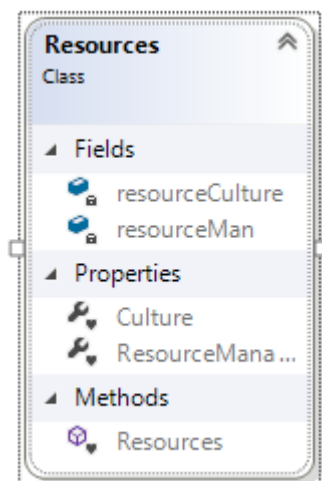 Resources
Class
Fields
resourceCulture
resourceMan
Properties
Culture
ResourceMana...
Methods
Resources